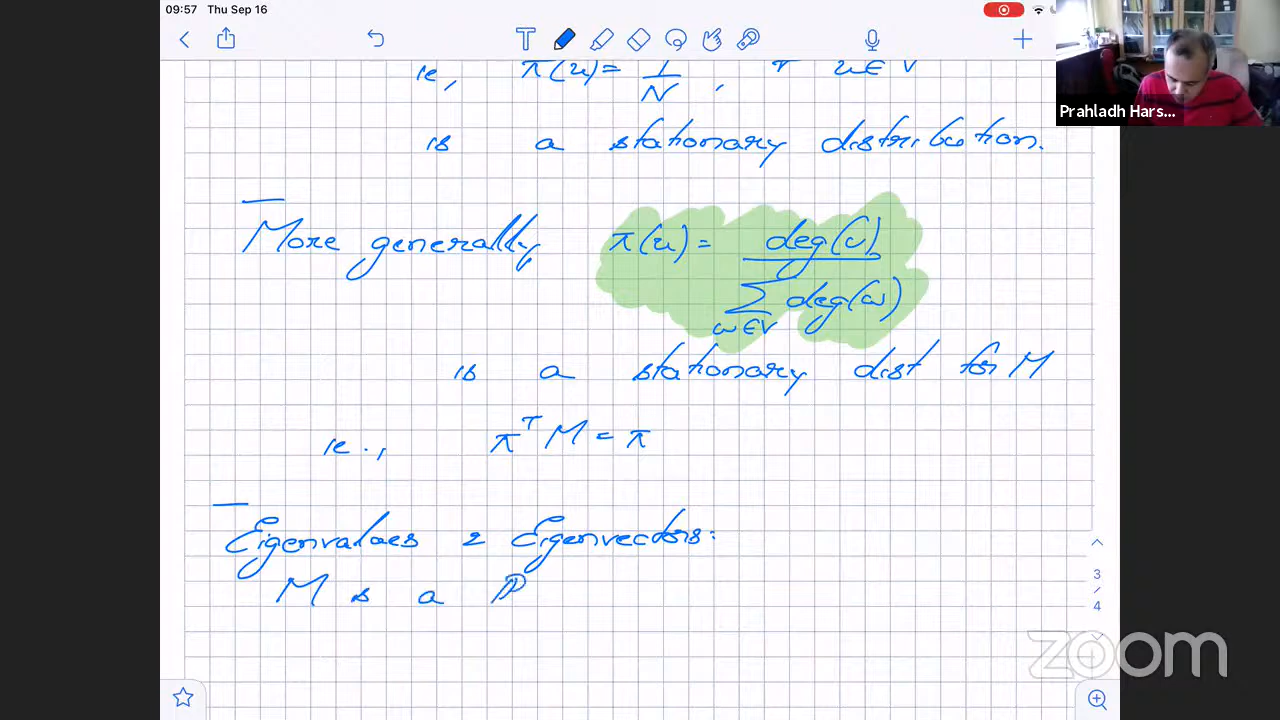 09:57 Thu Sep 16
ie, π(u) = 1/N, ∀ u∈V
is a stationary distribution.
Prahladh Hars...
More generally π(u) = deg(u) / Σ_{w∈V} deg(w)
is a stationary dist for M
ie., π^T M = π
Eigenvalues & Eigenvectors:
M is a P
3
/
4
zoom